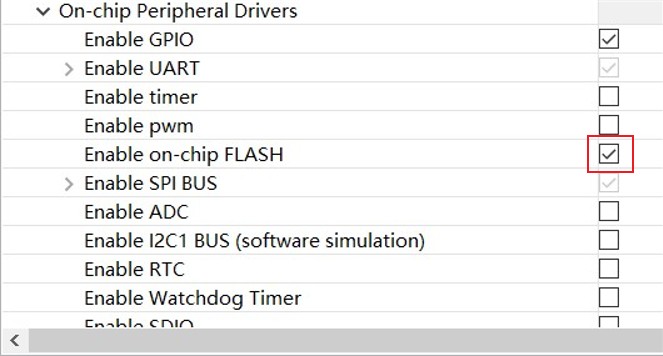 On-chip Peripheral Drivers
Enable GPIO
Enable UART
Enable timer
Enable pwm
Enable on-chip FLASH
Enable SPI BUS
Enable ADC
Enable I2C1 BUS (software simulation)
Enable RTC
Enable Watchdog Timer
Enable SDIO